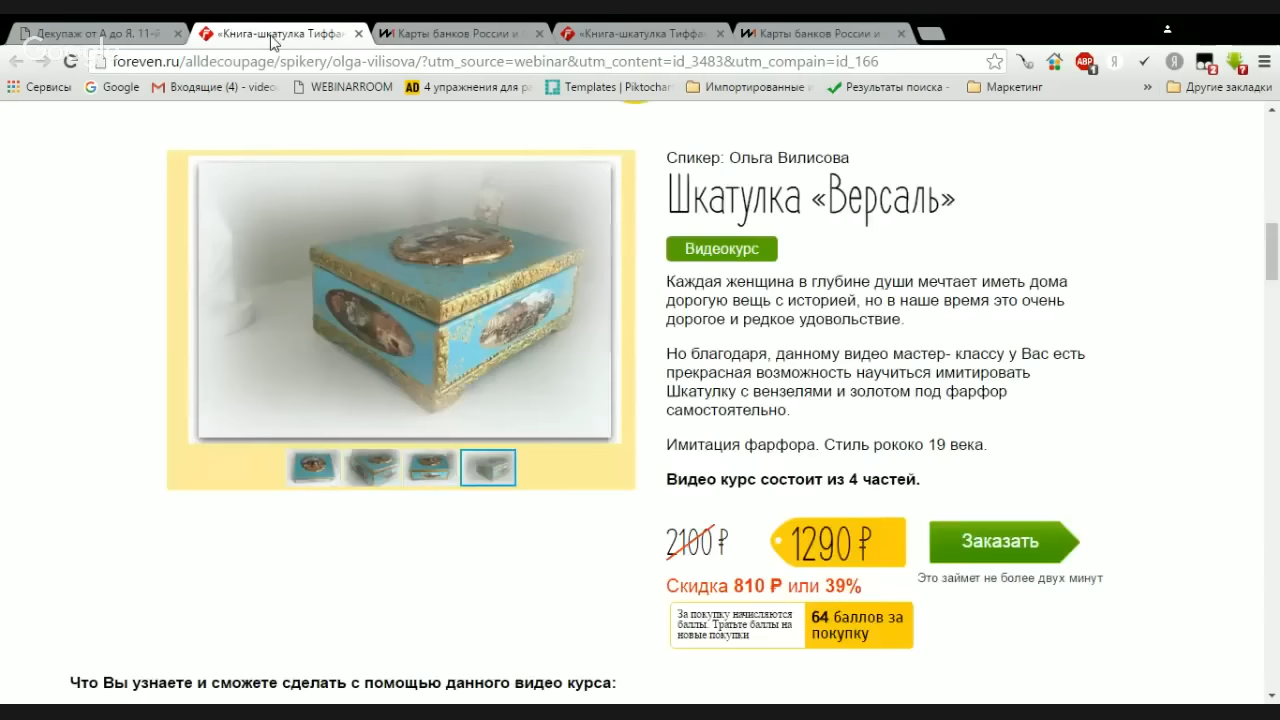 Декупаж от А до Я. 11-й
«Книга-шкатулка Тиффан
Карты банков России и
«Книга-шкатулка Тиффа
Карты банков России и
Google
foreven.ru/alldecoupage/spikery/olga-vilisova/?utm_source=webinar&utm_content=id_3483&utm_compain=id_166
Сервисы
Google
Входящие (4) - video
WEBINARROOM
4 упражнения для ра
Templates | Piktochar
Импортированные
Результаты поиска -
Маркетинг
»
Другие закладки
Спикер: Ольга Вилисова
Шкатулка «Версаль»
Видеокурс
Каждая женщина в глубине души мечтает иметь дома
дорогую вещь с историей, но в наше время это очень
дорогое и редкое удовольствие.
Но благодаря, данному видео мастер- классу у Вас есть
прекрасная возможность научиться имитировать
Шкатулку с вензелями и золотом под фарфор
самостоятельно.
Имитация фарфора. Стиль рококо 19 века.
Видео курс состоит из 4 частей.
2100 ₽
1290 ₽
Заказать
Это займет не более двух минут
Скидка 810 ₽ или 39%
За покупку начисляются
баллы. Тратьте баллы на
новые покупки
64 баллов за
покупку
Что Вы узнаете и сможете сделать с помощью данного видео курса: